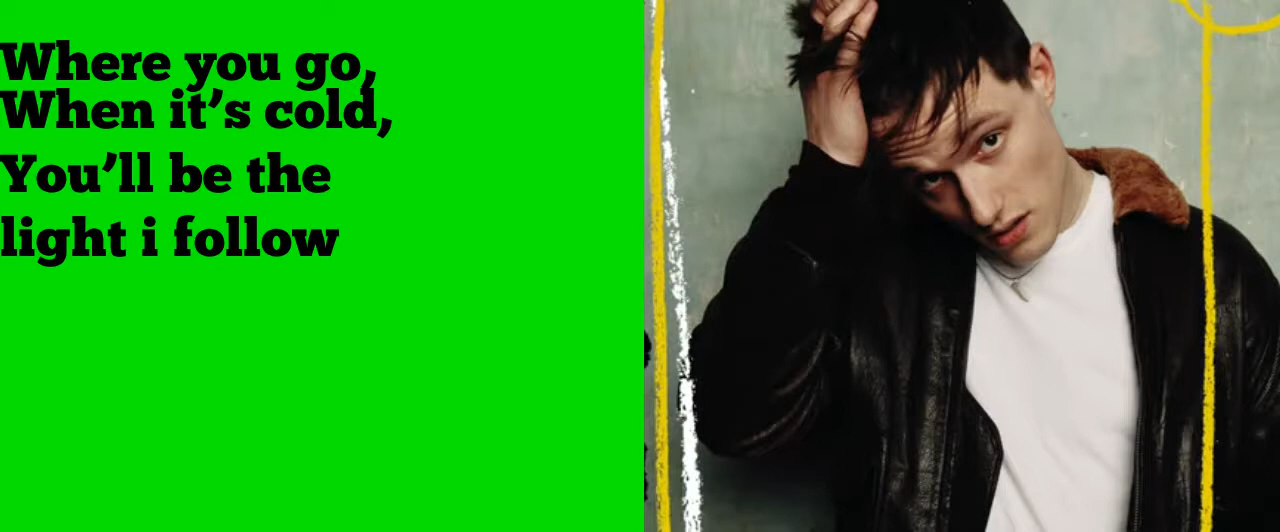 Where you go,
When it’s cold,
You’ll be the
light i follow